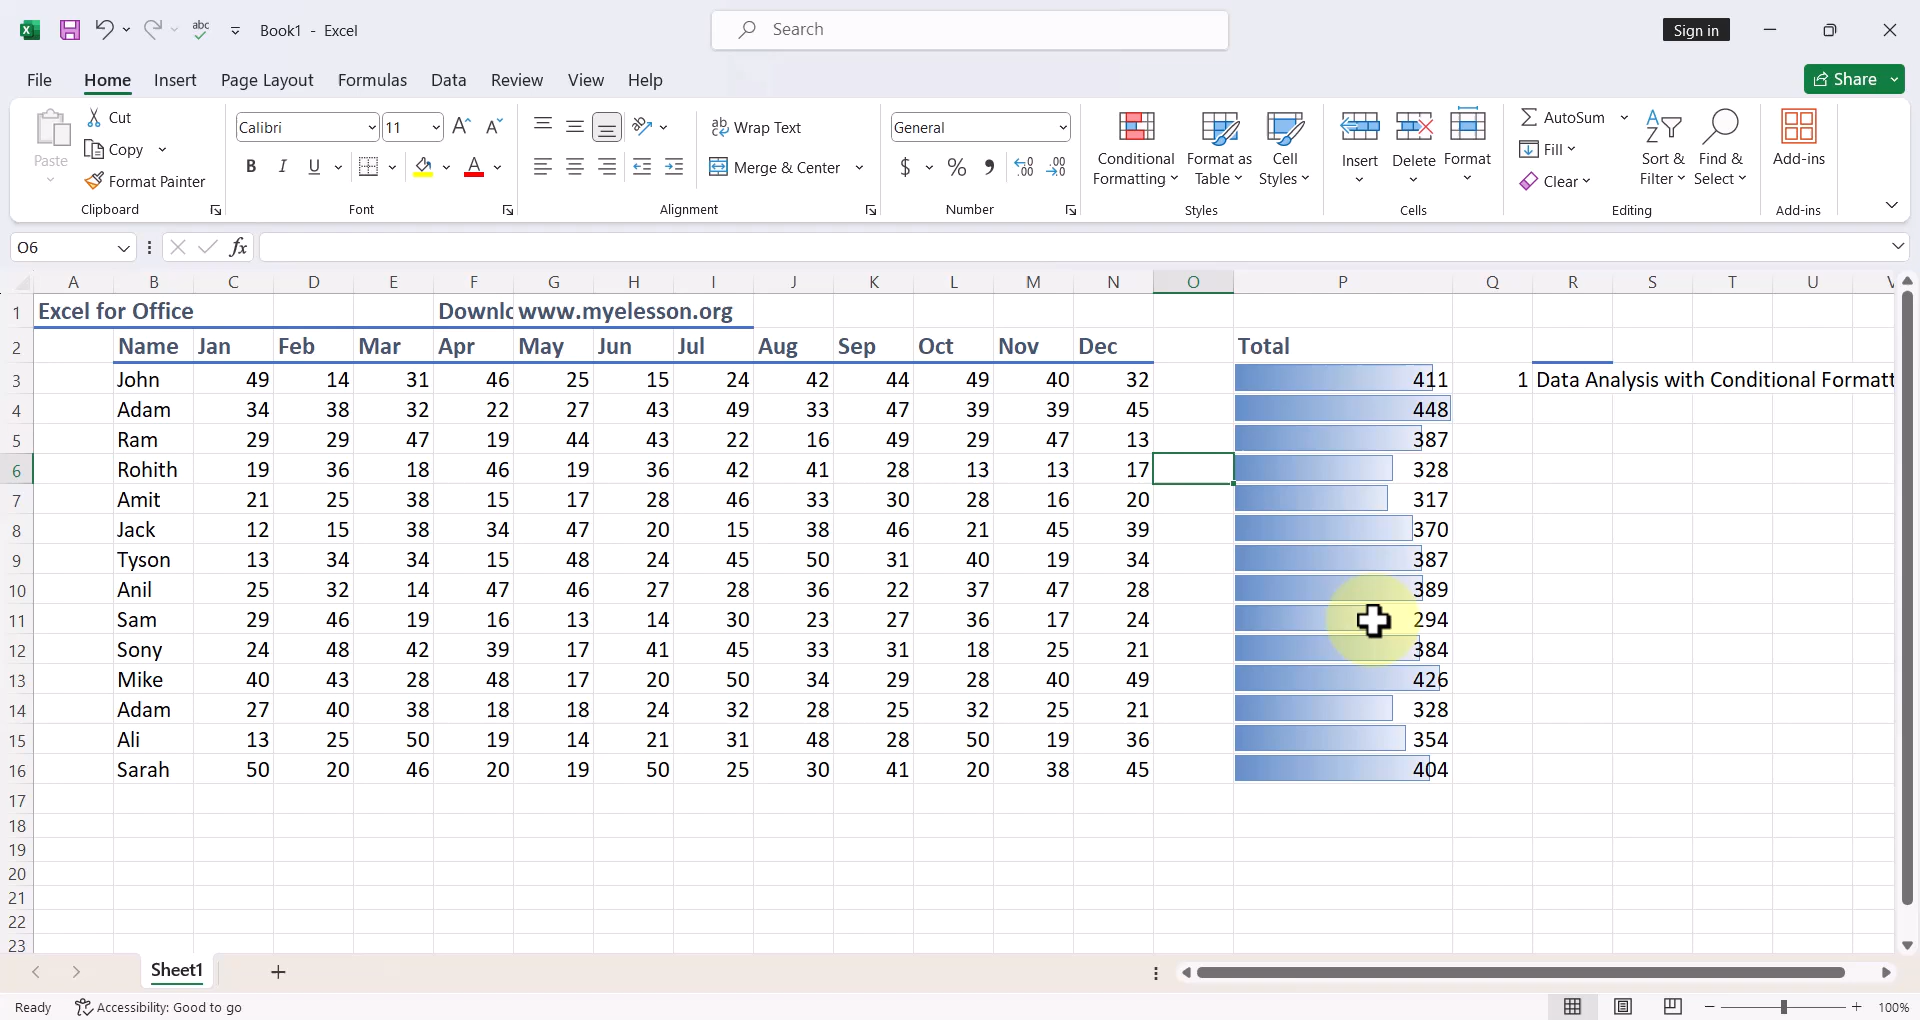 Book1 - Excel
Search
Sign in
File Home Insert Page Layout Formulas Data Review View Help
Share
Paste
Cut
Copy
Format Painter
Clipboard
Calibri 11
B I U
Font
Wrap Text
Merge & Center
Alignment
General
$ % ,
Number
Conditional Formatting
Format as Table
Cell Styles
Styles
Insert Delete Format
Cells
AutoSum
Fill
Clear
Sort & Filter
Find & Select
Editing
Add-ins
Add-ins
O6 fx
A B C D E F G H I J K L M N O P Q R S T U V
1 Excel for Office Downlo www.myelesson.org
2 Name Jan Feb Mar Apr May Jun Jul Aug Sep Oct Nov Dec Total
3 John 49 14 31 46 25 15 24 42 44 49 40 32 411 1 Data Analysis with Conditional Formatt
4 Adam 34 38 32 22 27 43 49 33 47 39 39 45 448
5 Ram 29 29 47 19 44 43 22 16 49 29 47 13 387
6 Rohith 19 36 18 46 19 36 42 41 28 13 13 17 328
7 Amit 21 25 38 15 17 28 46 33 30 28 16 20 317
8 Jack 12 15 38 34 47 20 15 38 46 21 45 39 370
9 Tyson 13 34 34 15 48 24 45 50 31 40 19 34 387
10 Anil 25 32 14 47 46 27 28 36 22 37 47 28 389
11 Sam 29 46 19 16 13 14 30 23 27 36 17 24 294
12 Sony 24 48 42 39 17 41 45 33 31 18 25 21 384
13 Mike 40 43 28 48 17 20 50 34 29 28 40 49 426
14 Adam 27 40 38 18 18 24 32 28 25 32 25 21 328
15 Ali 13 25 50 19 14 21 31 48 28 50 19 36 354
16 Sarah 50 20 46 20 19 50 25 30 41 20 38 45 404
17
18
19
20
21
22
23
Sheet1
Ready Accessibility: Good to go 100%